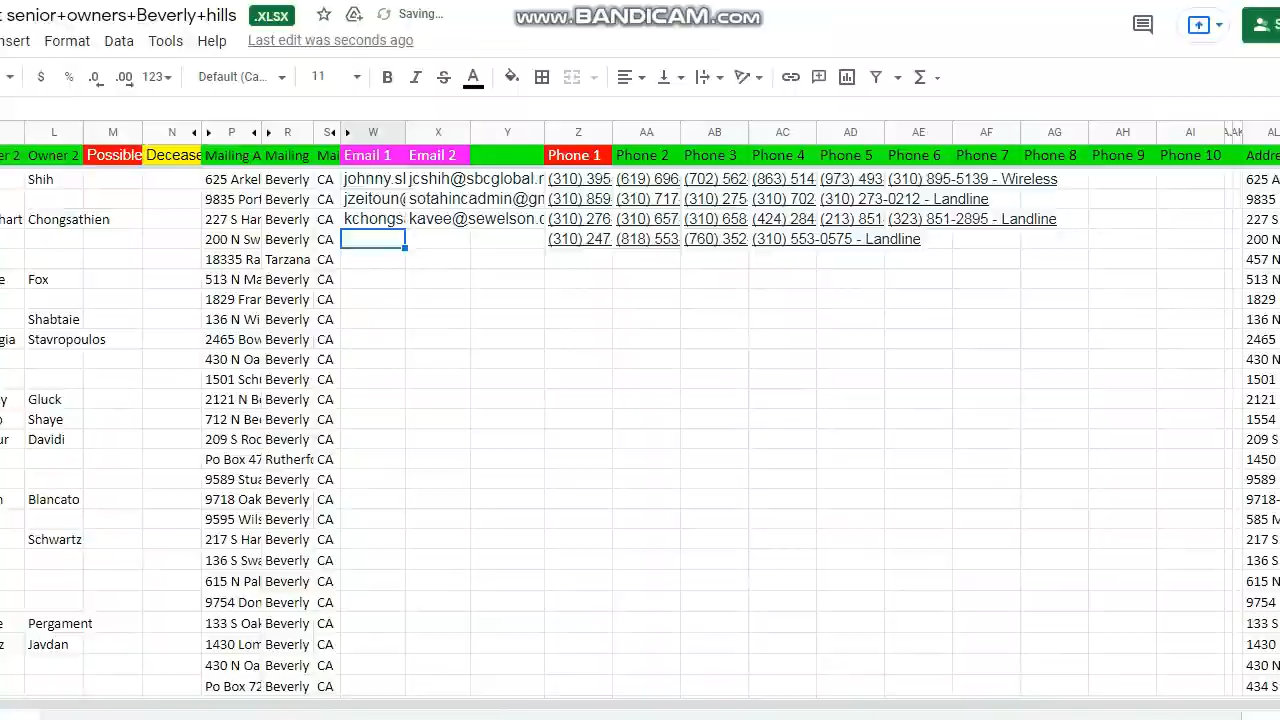 t senior+owners+Beverly+hills .XLSX Saving... www.BANDICAM.com
nsert Format Data Tools Help Last edit was seconds ago
$ % .0 .00 123 Default (Ca... 11 B I S A
L M N P R S W X Y Z AA AB AC AD AE AF AG AH AI
er 2 Owner 2 Possible Decease Mailing A Mailing Mai Email 1 Email 2 Phone 1 Phone 2 Phone 3 Phone 4 Phone 5 Phone 6 Phone 7 Phone 8 Phone 9 Phone 10 Addre
Shih 625 Arkel Beverly CA johnny.sl jcshih@sbcglobal.r (310) 395 (619) 696 (702) 562 (863) 514 (973) 493 (310) 895-5139 - Wireless 625 A
9835 Port Beverly CA jzeitoun@ sotahincadmin@gn (310) 859 (310) 717 (310) 275 (310) 702 (310) 273-0212 - Landline 9835
hart Chongsathien 227 S Har Beverly CA kchongs kavee@sewelson.c (310) 276 (310) 657 (310) 658 (424) 284 (213) 851 (323) 851-2895 - Landline 227 S
200 N Sw Beverly CA (310) 247 (818) 553 (760) 352 (310) 553-0575 - Landline 200 N
18335 Ra Tarzana CA 457 N
e Fox 513 N Ma Beverly CA 513 N
1829 Fran Beverly CA 1829
Shabtaie 136 N Wi Beverly CA 136 N
gia Stavropoulos 2465 Bow Beverly CA 2465
430 N Oa Beverly CA 430 N
1501 Schu Beverly CA 1501
y Gluck 2121 N B Beverly CA 2121
o Shaye 712 N Be Beverly CA 1554
ur Davidi 209 S Roc Beverly CA 209 S
Po Box 47 Rutherfo CA 1450
9589 Stua Beverly CA 9589
n Blancato 9718 Oak Beverly CA 9718-
9595 Wils Beverly CA 585 M
Schwartz 217 S Har Beverly CA 217 S
136 S Swa Beverly CA 136 S
615 N Pal Beverly CA 615 N
9754 Don Beverly CA 9754
e Pergament 133 S Oak Beverly CA 133 S
z Javdan 1430 Lom Beverly CA 1430
430 N Oa Beverly CA 430 N
Po Box 72 Beverly CA 434 S